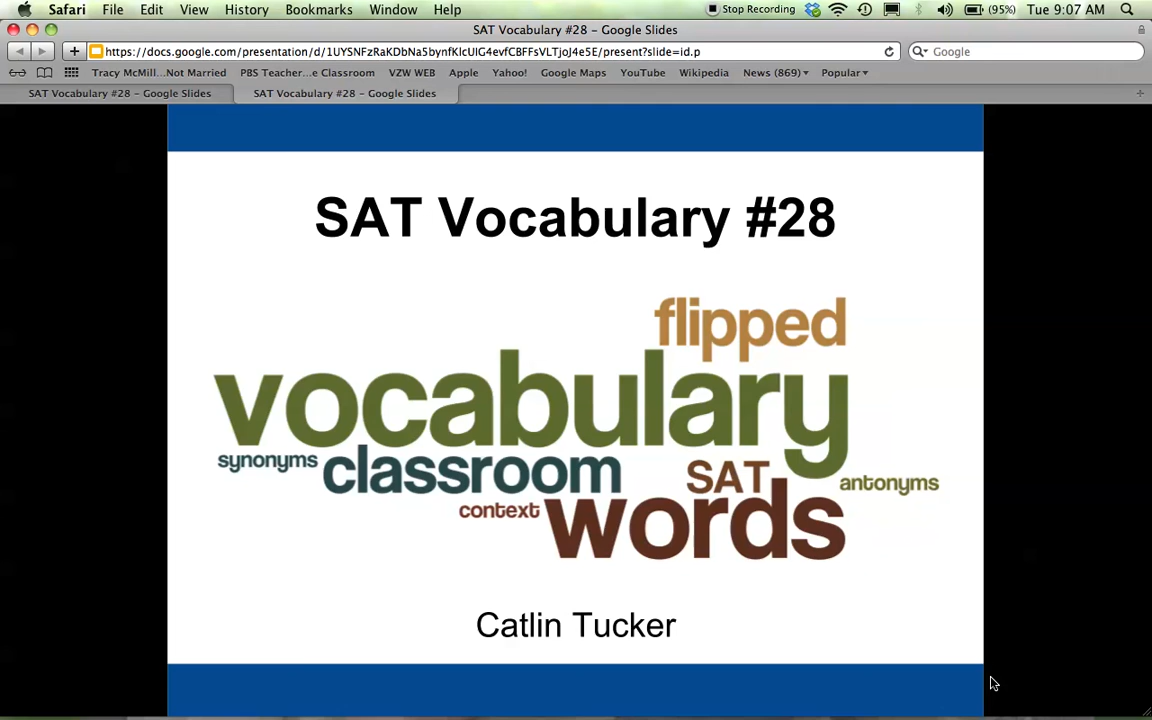 Safari File Edit View History Bookmarks Window Help Stop Recording (95%) Tue 9:07 AM
SAT Vocabulary #28 – Google Slides
https://docs.google.com/presentation/d/1UYSNFzRaKDbNa5bynfKIcUIG4evfCBFFsVLTjoJ4e5E/present?slide=id.p Google
Tracy McMill...Not Married PBS Teacher...e Classroom VZW WEB Apple Yahoo! Google Maps YouTube Wikipedia News (869) Popular
SAT Vocabulary #28 – Google Slides SAT Vocabulary #28 – Google Slides
SAT Vocabulary #28
flipped
vocabulary
synonyms classroom SAT antonyms
context words
Catlin Tucker